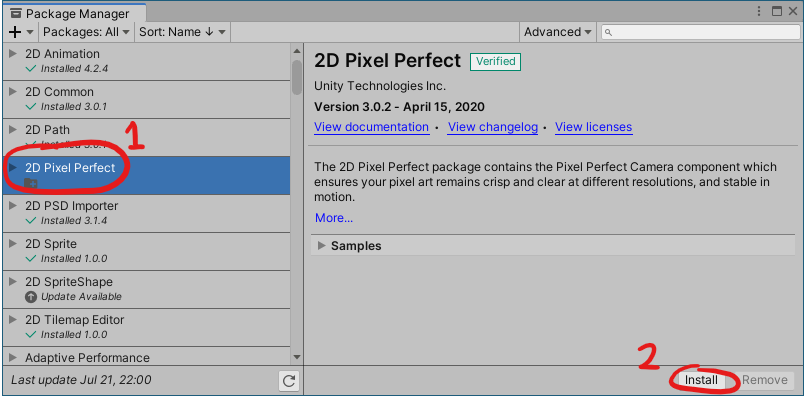 Package Manager
+ Packages: All Sort: Name ↓ Advanced
2D Animation
Installed 4.2.4
2D Common
Installed 3.0.1
2D Path
1
2D Pixel Perfect
2D PSD Importer
Installed 3.1.4
2D Sprite
Installed 1.0.0
2D SpriteShape
Update Available
2D Tilemap Editor
Installed 1.0.0
Adaptive Performance
Last update Jul 21, 22:00
2D Pixel Perfect Verified
Unity Technologies Inc.
Version 3.0.2 - April 15, 2020
View documentation • View changelog • View licenses
The 2D Pixel Perfect package contains the Pixel Perfect Camera component which
ensures your pixel art remains crisp and clear at different resolutions, and stable in
motion.
More...
Samples
2
Install Remove